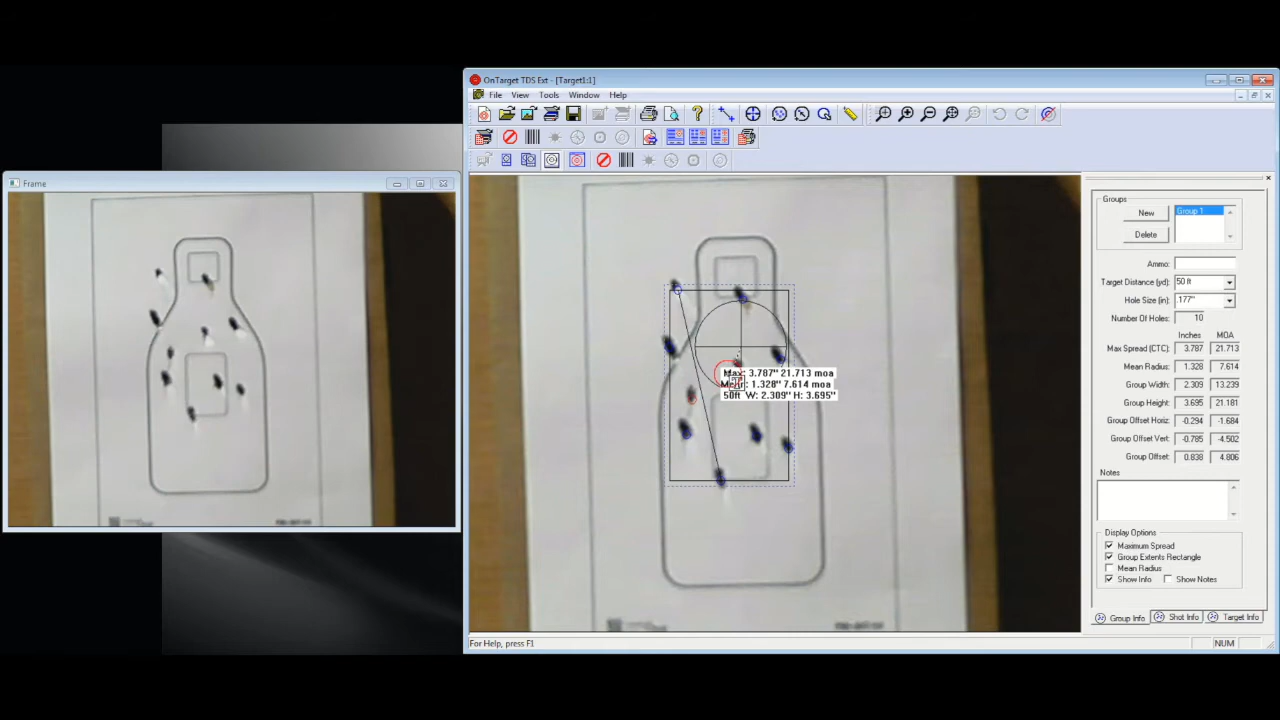 Frame
OnTarget TDS Ext - [Target1:1]
File View Tools Window Help
Max: 3.787" 21.713 moa
: 1.328" 7.614 moa
50ft W: 2.309" H: 3.695"
Groups
New
Group 1
Delete
Ammo:
Target Distance (yd): 50 ft
Hole Size (in): .177"
Number Of Holes: 10
Inches MOA
Max Spread (CTC): 3.787 21.713
Mean Radius: 1.328 7.614
Group Width: 2.309 13.239
Group Height: 3.695 21.181
Group Offset Horiz: -0.294 -1.684
Group Offset Vert: -0.785 -4.502
Group Offset: 0.838 4.806
Notes
Display Options
Maximum Spread
Group Extents Rectangle
Mean Radius
Show Info Show Notes
Group Info Shot Info Target Info
For Help, press F1
NUM